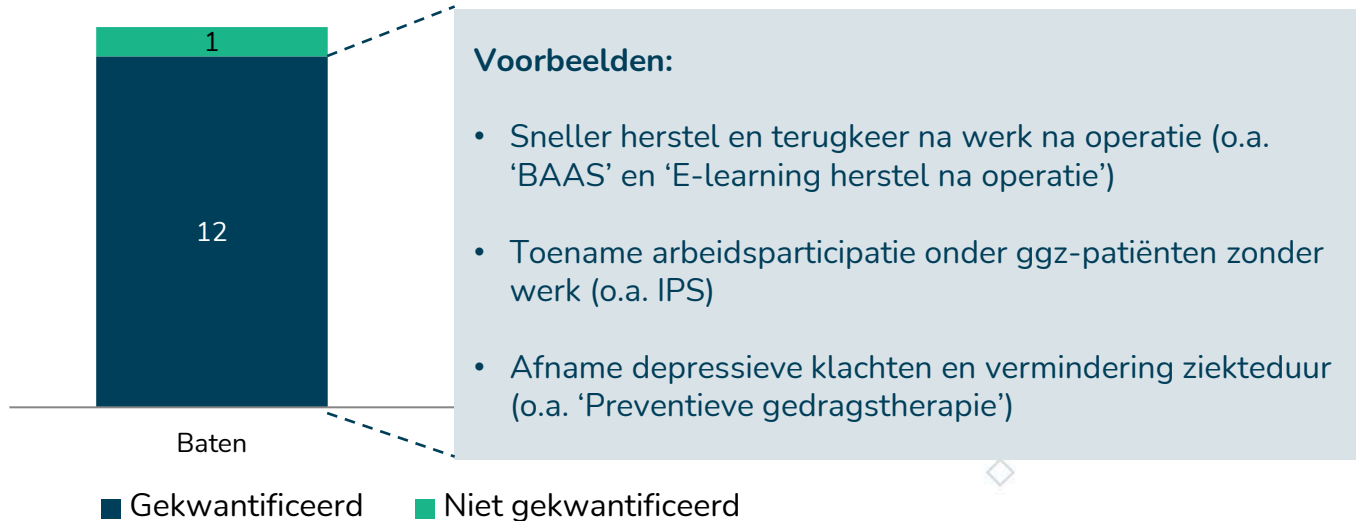 1
12
Baten
Gekwantificeerd
Niet gekwantificeerd
Voorbeelden:
• Sneller herstel en terugkeer na werk na operatie (o.a.
‘BAAS’ en ‘E-learning herstel na operatie’)
• Toename arbeidsparticipatie onder ggz-patiënten zonder
werk (o.a. IPS)
• Afname depressieve klachten en vermindering ziekteduur
(o.a. ‘Preventieve gedragstherapie’)